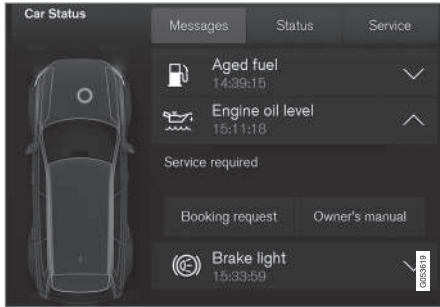 Car Status
Messages Status Service
Aged fuel
14:39:15
Engine oil level
15:11:18
Service required
Booking request Owner's manual
Brake light
15:33:59
G053619